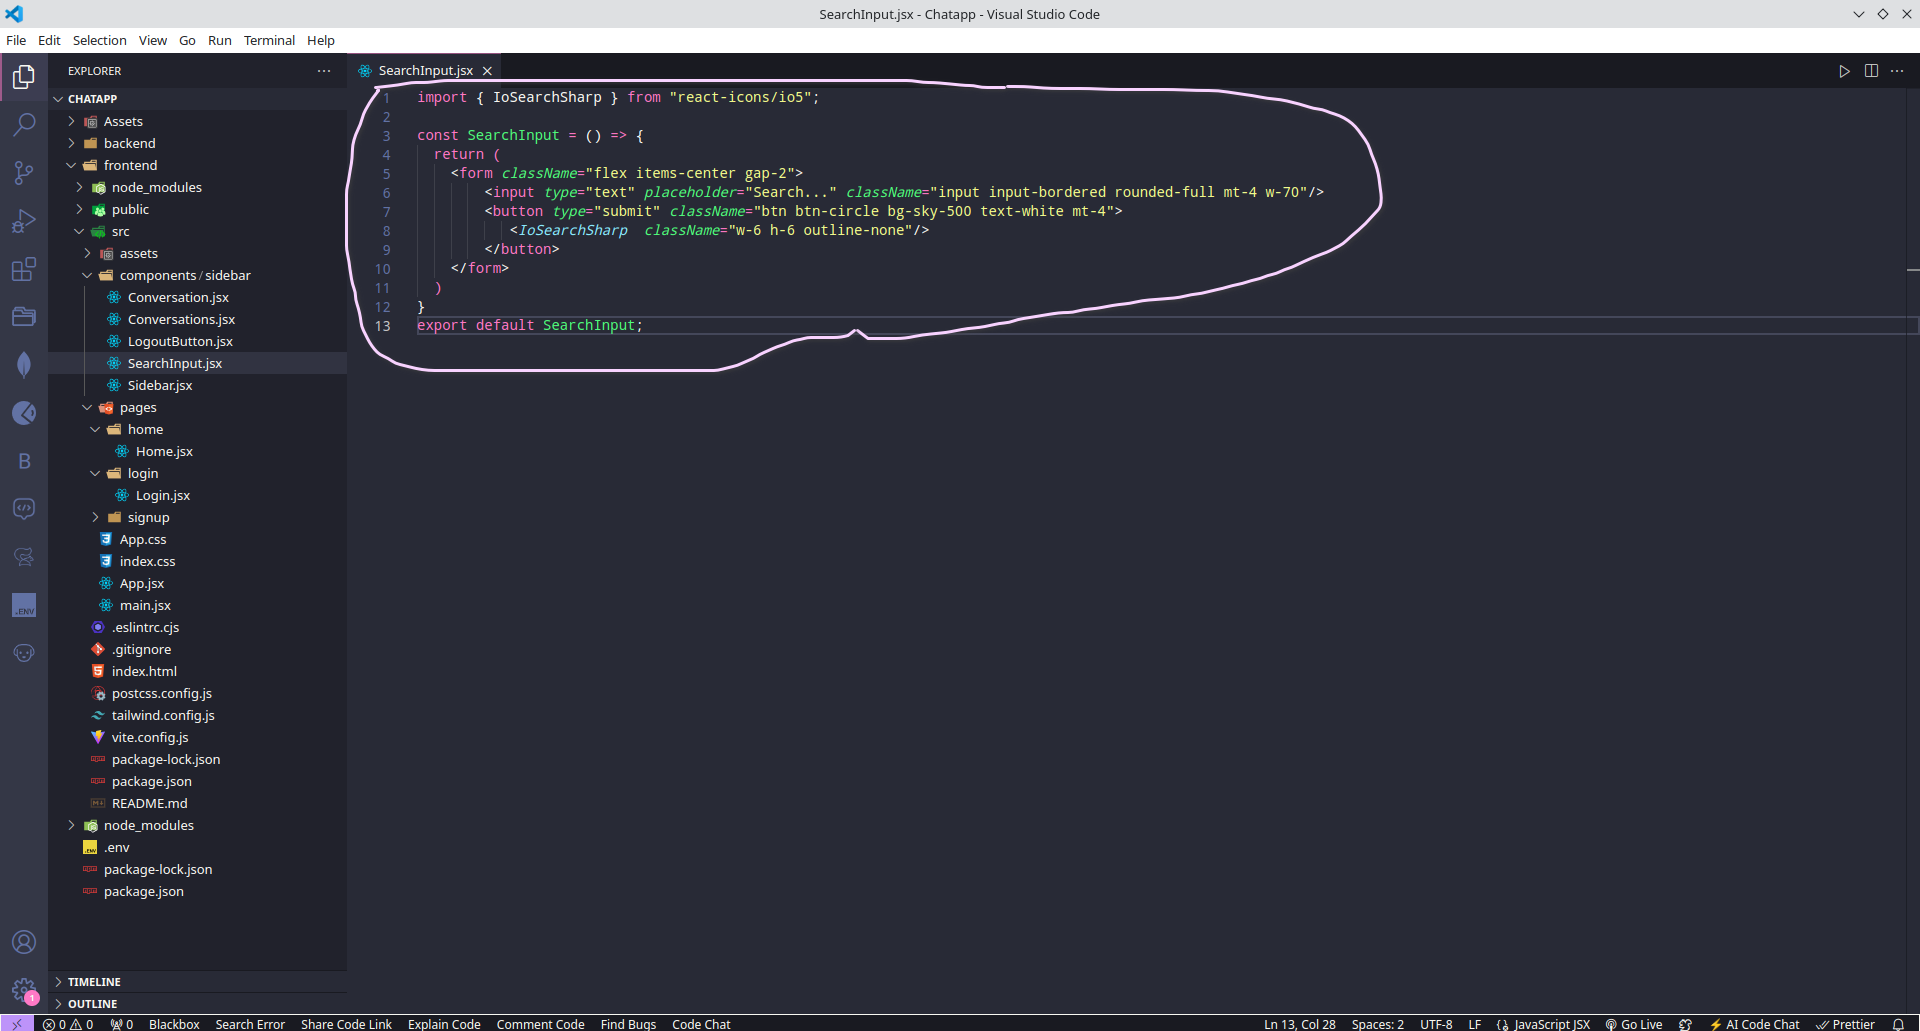 SearchInput.jsx - Chatapp - Visual Studio Code
File Edit Selection View Go Run Terminal Help
EXPLORER
CHATAPP
Assets
backend
frontend
node_modules
public
src
assets
components/sidebar
Conversation.jsx
Conversations.jsx
LogoutButton.jsx
SearchInput.jsx
Sidebar.jsx
pages
home
Home.jsx
login
Login.jsx
signup
App.css
index.css
App.jsx
main.jsx
.eslintrc.cjs
.gitignore
index.html
postcss.config.js
tailwind.config.js
vite.config.js
package-lock.json
package.json
README.md
node_modules
.env
package-lock.json
package.json
TIMELINE
OUTLINE
B
.ENV
1
SearchInput.jsx
1 import { IoSearchSharp } from "react-icons/io5";
2
3 const SearchInput = () => {
4 return (
5 <form className="flex items-center gap-2">
6 <input type="text" placeholder="Search..." className="input input-bordered rounded-full mt-4 w-70"/>
7 <button type="submit" className="btn btn-circle bg-sky-500 text-white mt-4">
8 <IoSearchSharp  className="w-6 h-6 outline-none"/>
9 </button>
10 </form>
11 )
12 }
13 export default SearchInput;
0 0 0 Blackbox Search Error Share Code Link Explain Code Comment Code Find Bugs Code Chat Ln 13, Col 28 Spaces: 2 UTF-8 LF JavaScript JSX Go Live AI Code Chat Prettier